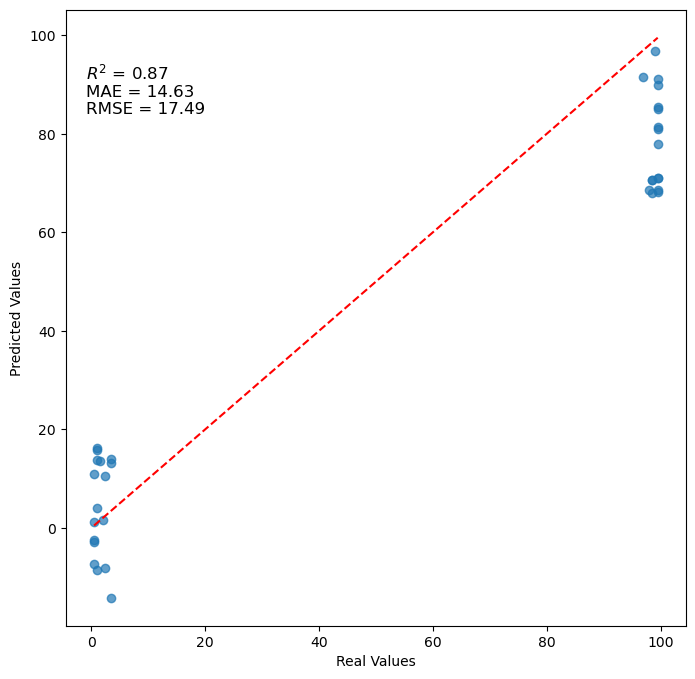 R² = 0.87
MAE = 14.63
RMSE = 17.49
100
80
60
40
20
0
Predicted Values
0 20 40 60 80 100
Real Values